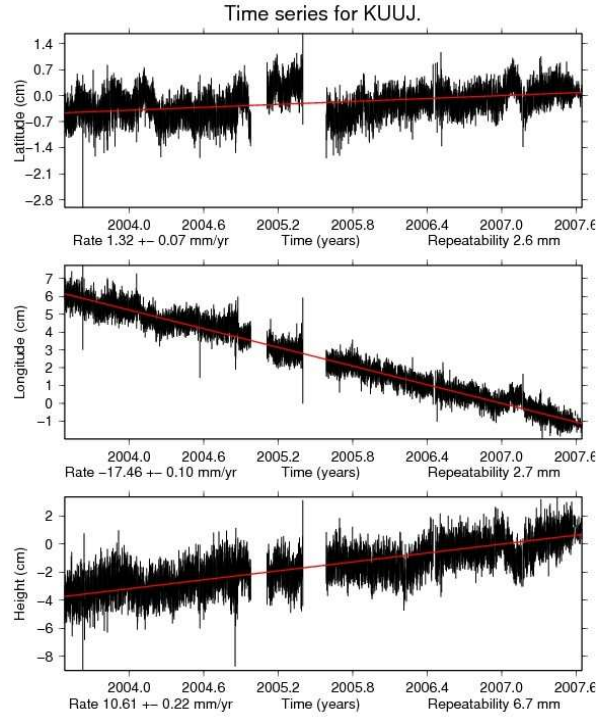 Time series for KUUJ.
Latitude (cm)
1.4
0.7
0.0
−0.7
−1.4
−2.1
−2.8
2004.0 2004.6 2005.2 2005.8 2006.4 2007.0 2007.6
Rate 1.32 +− 0.07 mm/yr Time (years) Repeatability 2.6 mm
Longitude (cm)
7
6
5
4
3
2
1
0
−1
2004.0 2004.6 2005.2 2005.8 2006.4 2007.0 2007.6
Rate −17.46 +− 0.10 mm/yr Time (years) Repeatability 2.7 mm
Height (cm)
2
0
−2
−4
−6
−8
2004.0 2004.6 2005.2 2005.8 2006.4 2007.0 2007.6
Rate 10.61 +− 0.22 mm/yr Time (years) Repeatability 6.7 mm